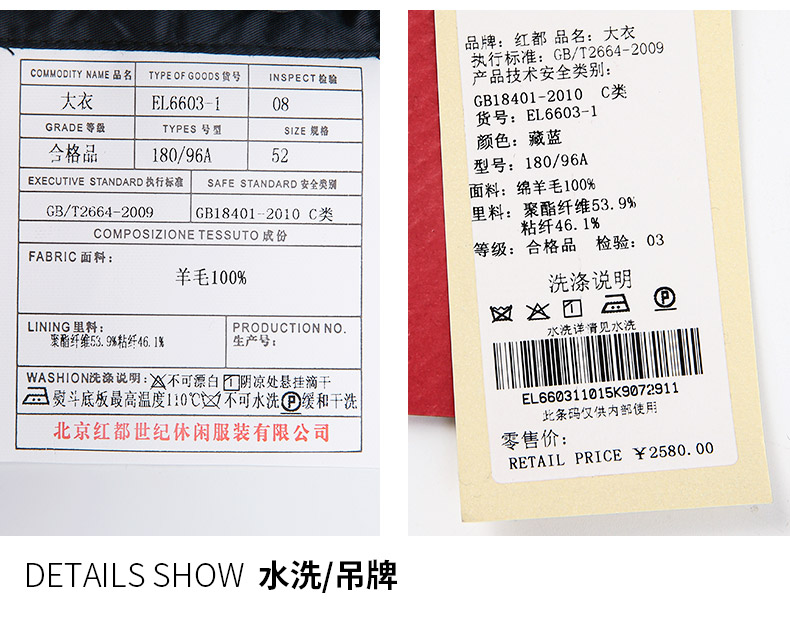 COMMODITY NAME 品名 TYPE OF GOODS 货号 INSPECT 检验
大衣 EL6603-1 08
GRADE 等级 TYPES 号型 SIZE 规格
合格品 180/96A 52
EXECUTIVE STANDARD 执行标准 SAFE STANDARD 安全类别
GB/T2664-2009 GB18401-2010 C类
COMPOSIZIONE TESSUTO 成份
FABRIC 面料：
羊毛100%
LINING 里料：
聚酯纤维53.9%粘纤46.1%
PRODUCTION NO.
生产号：
WASHION洗涤说明： 不可漂白 阴凉处悬挂滴干
熨斗底板最高温度110℃ 不可水洗 P 缓和干洗
北京红都世纪休闲服装有限公司
品牌：红都 品名：大衣
执行标准：GB/T2664-2009
产品技术安全类别：
GB18401-2010 C类
货号：EL6603-1
颜色：藏蓝
型号：180/96A
面料：绵羊毛100%
里料：聚酯纤维53.9%
粘纤46.1%
等级：合格品 检验：03
洗涤说明
P
水洗详情见水洗
EL660311015K9072911
此条码仅供内部使用
零售价：
RETAIL PRICE ￥2580.00
DETAILS SHOW 水洗/吊牌